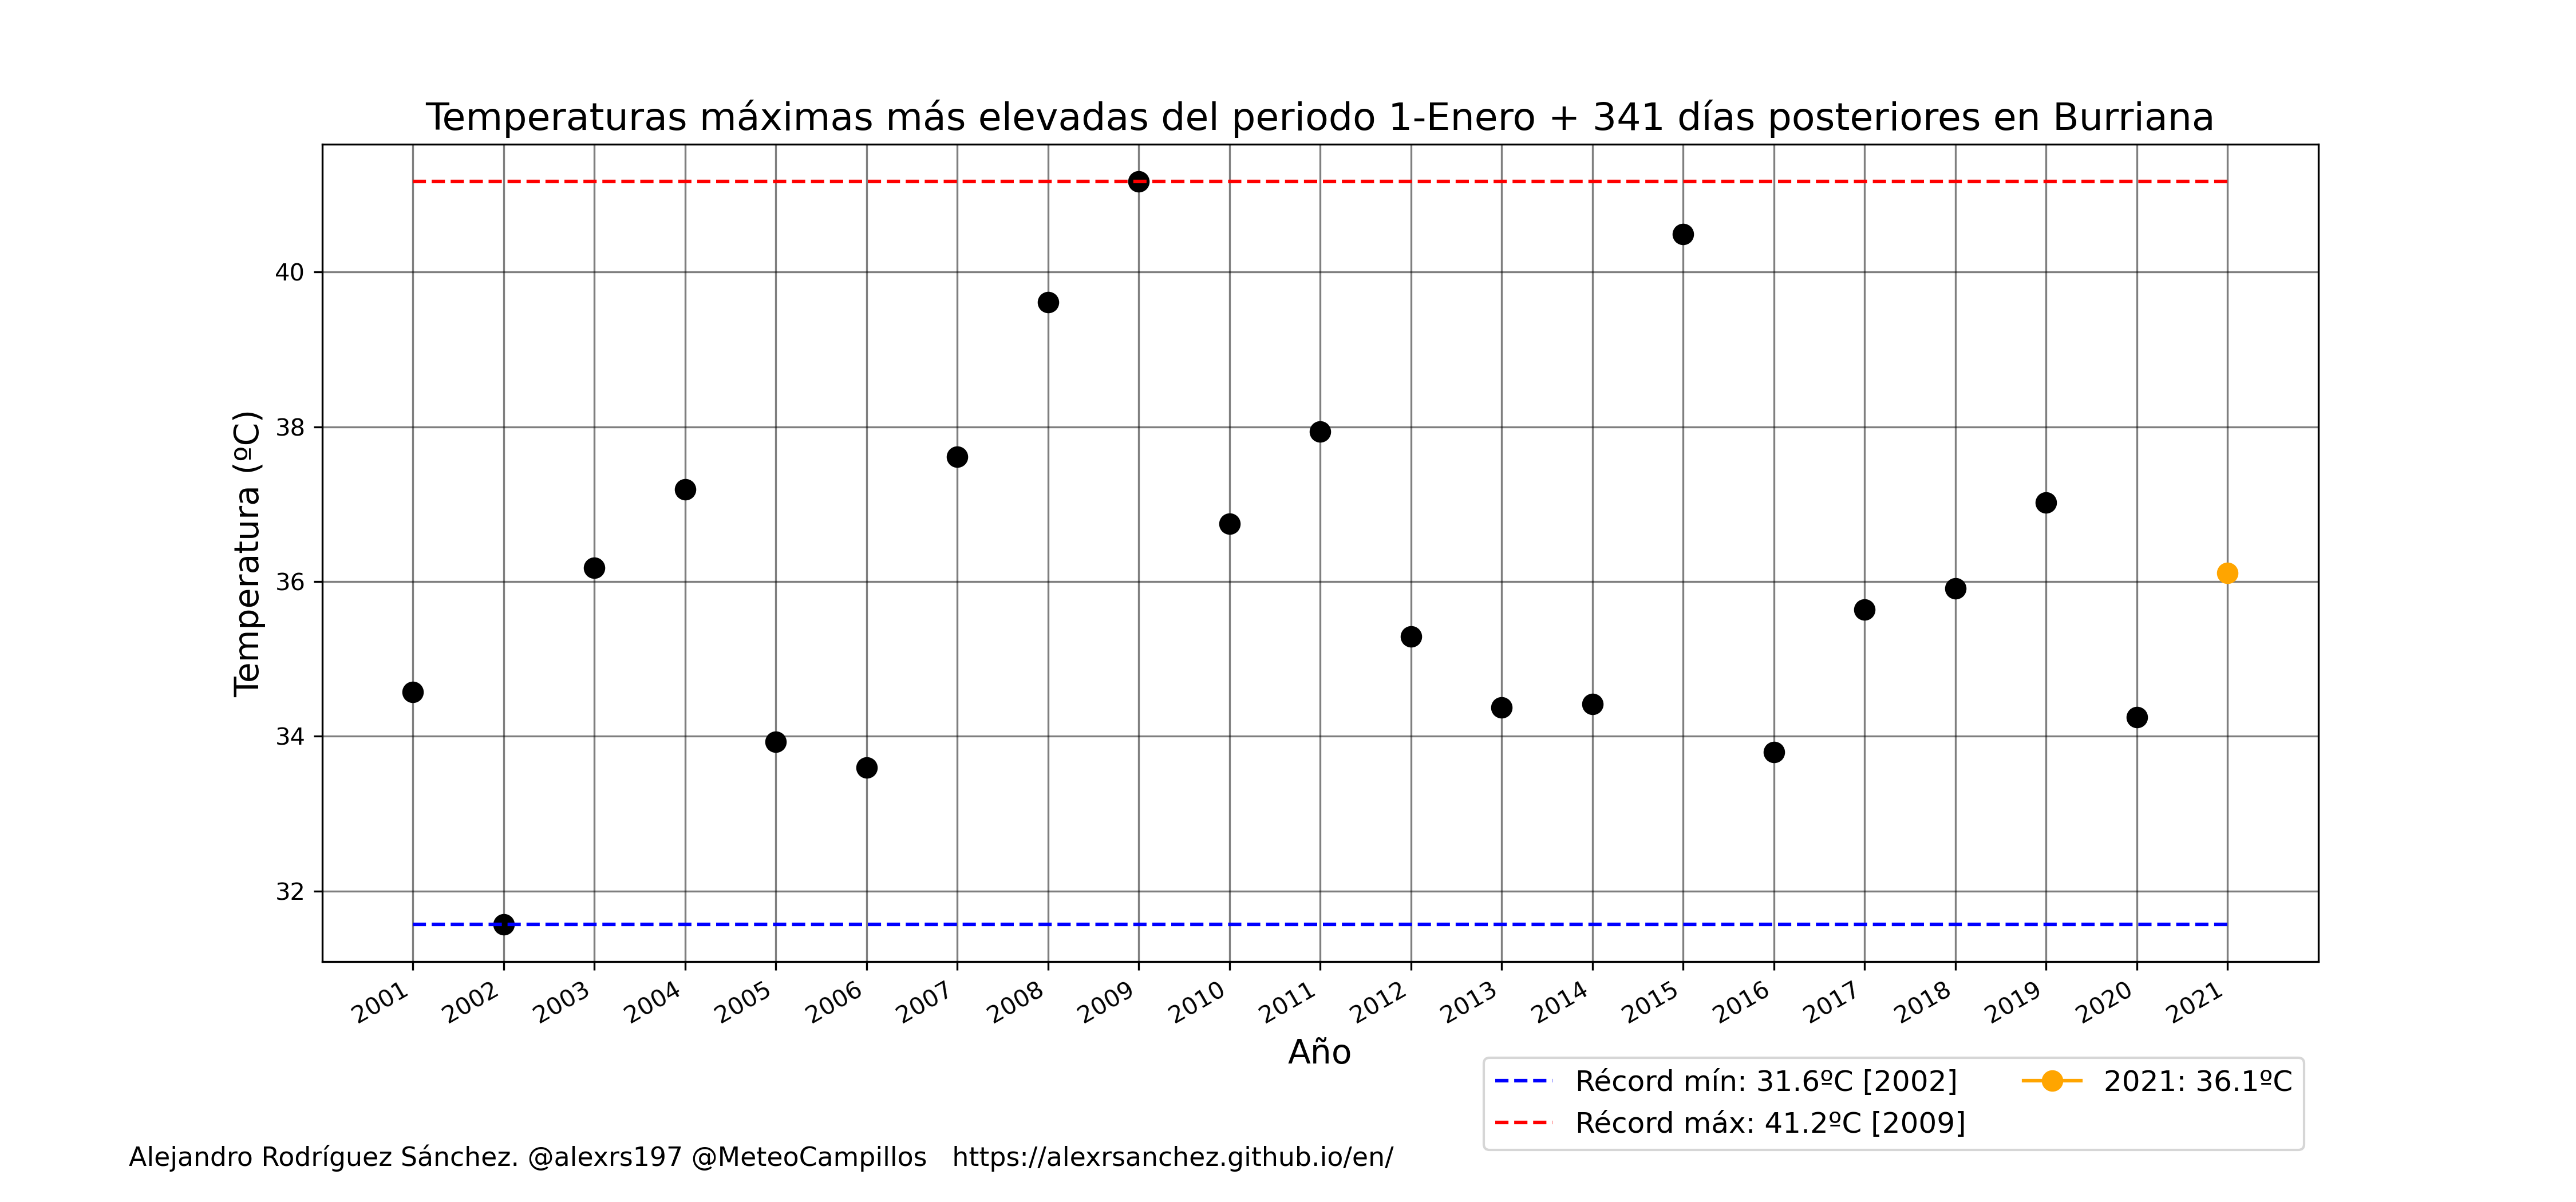 Temperaturas máximas más elevadas del periodo 1-Enero + 341 días posteriores en Burriana
Temperatura (ºC)
40
38
36
34
32
2001 2002 2003 2004 2005 2006 2007 2008 2009 2010 2011 2012 2013 2014 2015 2016 2017 2018 2019 2020 2021
Año
Récord mín: 31.6ºC [2002]
Récord máx: 41.2ºC [2009]
2021: 36.1ºC
Alejandro Rodríguez Sánchez. @alexrs197 @MeteoCampillos https://alexrsanchez.github.io/en/